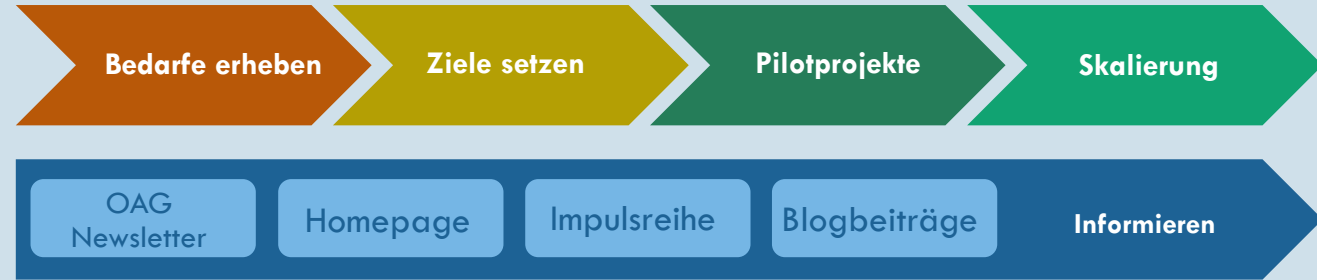 Bedarfe erheben
Ziele setzen
Pilotprojekte
Skalierung
OAG
Newsletter
Homepage
Impulsreihe
Blogbeiträge
Informieren